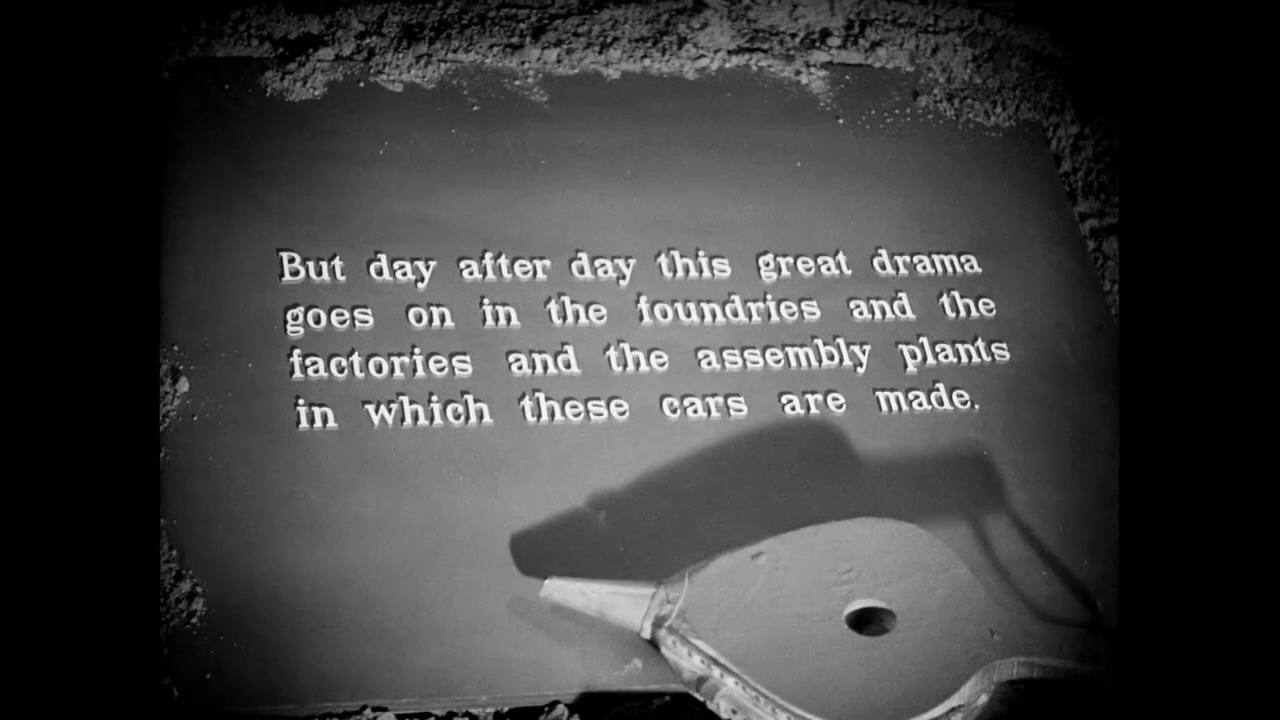 But day after day this great drama
goes on in the foundries and the
factories and the assembly plants
in which these cars are made.